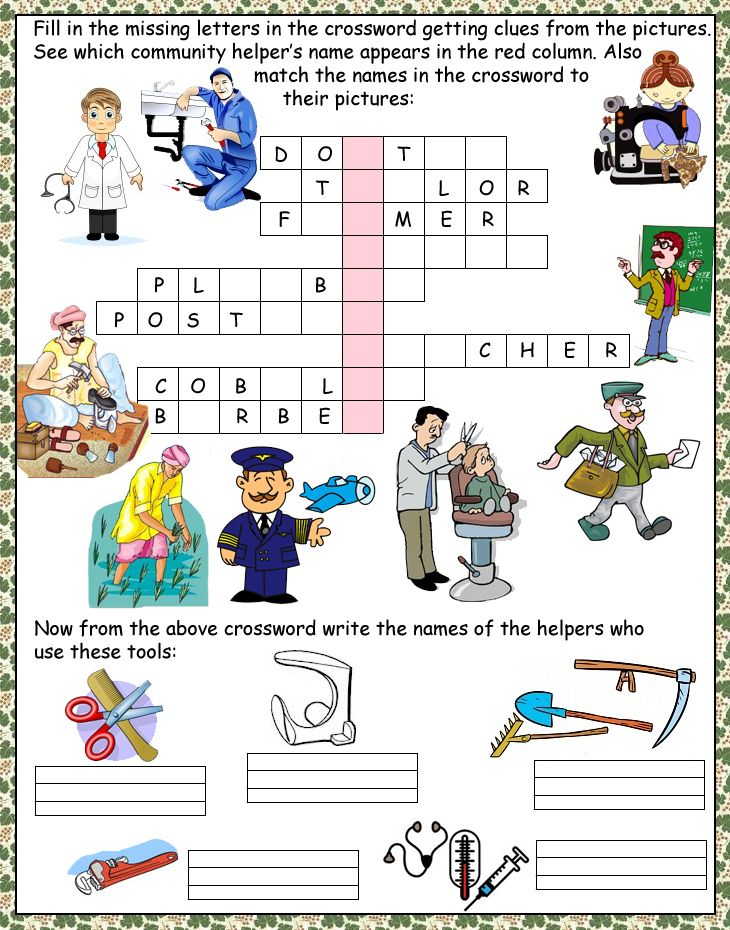 Fill in the missing letters in the crossword getting clues from the pictures.
See which community helper's name appears in the red column. Also
match the names in the crossword to
their pictures:
D O T
T L O R
F M E R
P L B
P O S T
C H E R
C O B L
B R B E
Now from the above crossword write the names of the helpers who
use these tools: